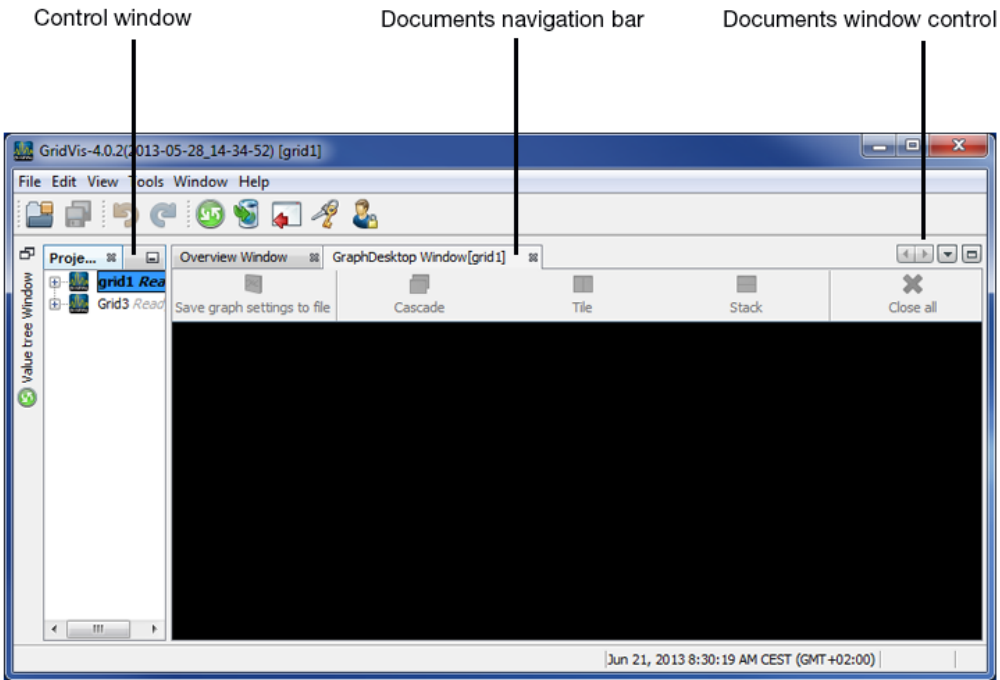 Control window
Documents navigation bar
Documents window control
GridVis-4.0.2(2013-05-28_14-34-52) [grid1]
File Edit View Tools Window Help
Value tree Window
Proje...
Overview Window
GraphDesktop Window[grid1]
grid1 Rea
Grid3 Read
Save graph settings to file
Cascade
Tile
Stack
Close all
Jun 21, 2013 8:30:19 AM CEST (GMT+02:00)